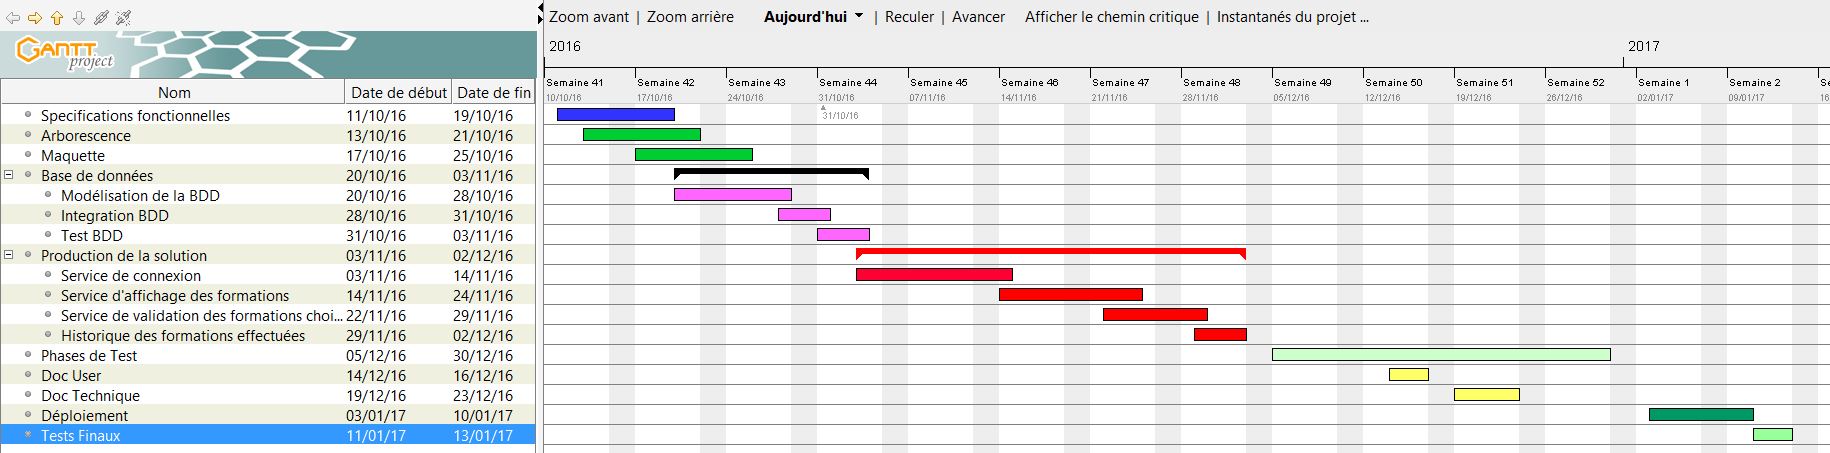 Zoom avant | Zoom arrière Aujourd'hui | Reculer | Avancer Afficher le chemin critique | Instantanés du projet ...
GANTT project
2016 2017
Semaine 41 Semaine 42 Semaine 43 Semaine 44 Semaine 45 Semaine 46 Semaine 47 Semaine 48 Semaine 49 Semaine 50 Semaine 51 Semaine 52 Semaine 1 Semaine 2
10/10/16 17/10/16 24/10/16 31/10/16 07/11/16 14/11/16 21/11/16 28/11/16 05/12/16 12/12/16 19/12/16 26/12/16 02/01/17 09/01/17 16
31/10/16
Nom Date de début Date de fin
Specifications fonctionnelles 11/10/16 19/10/16
Arborescence 13/10/16 21/10/16
Maquette 17/10/16 25/10/16
Base de données 20/10/16 03/11/16
Modélisation de la BDD 20/10/16 28/10/16
Integration BDD 28/10/16 31/10/16
Test BDD 31/10/16 03/11/16
Production de la solution 03/11/16 02/12/16
Service de connexion 03/11/16 14/11/16
Service d'affichage des formations 14/11/16 24/11/16
Service de validation des formations choi... 22/11/16 29/11/16
Historique des formations effectuées 29/11/16 02/12/16
Phases de Test 05/12/16 30/12/16
Doc User 14/12/16 16/12/16
Doc Technique 19/12/16 23/12/16
Déploiement 03/01/17 10/01/17
Tests Finaux 11/01/17 13/01/17